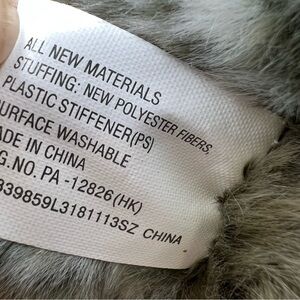 ALL NEW MATERIALS
STUFFING: NEW POLYESTER FIBERS,
PLASTIC STIFFENER(PS)
URFACE WASHABLE
ADE IN CHINA
G.NO. PA -12826(HK)
339859L3181113SZ CHINA